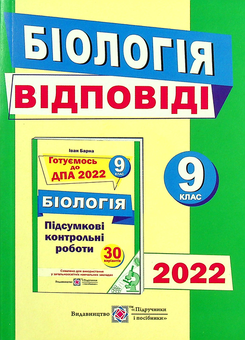 БІОЛОГІЯ
ВІДПОВІДІ
Іван Барна
Готуємось до
ДПА 2022
9
КЛАС
БІОЛОГІЯ
Підсумкові
контрольні
роботи
30
9
КЛАС
2022
Видавництво
«Підручники
і посібники»